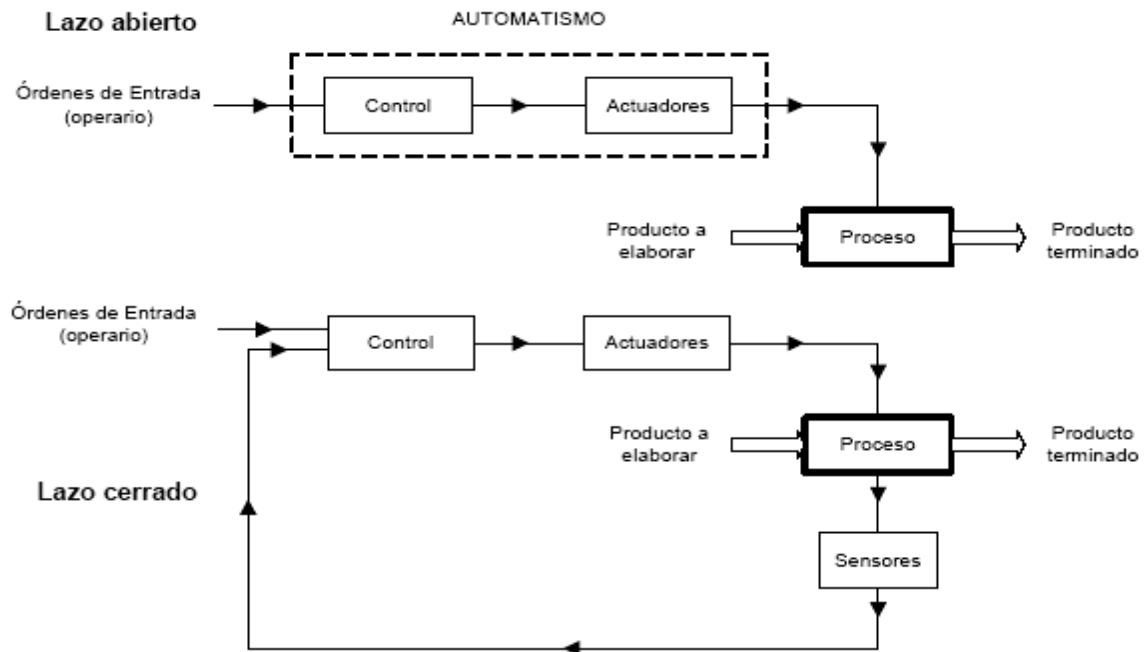 Lazo abierto
AUTOMATISMO
Órdenes de Entrada
(operario)
Control
Actuadores
Producto a
elaborar
Proceso
Producto
terminado
Órdenes de Entrada
(operario)
Control
Actuadores
Producto a
elaborar
Proceso
Producto
terminado
Lazo cerrado
Sensores